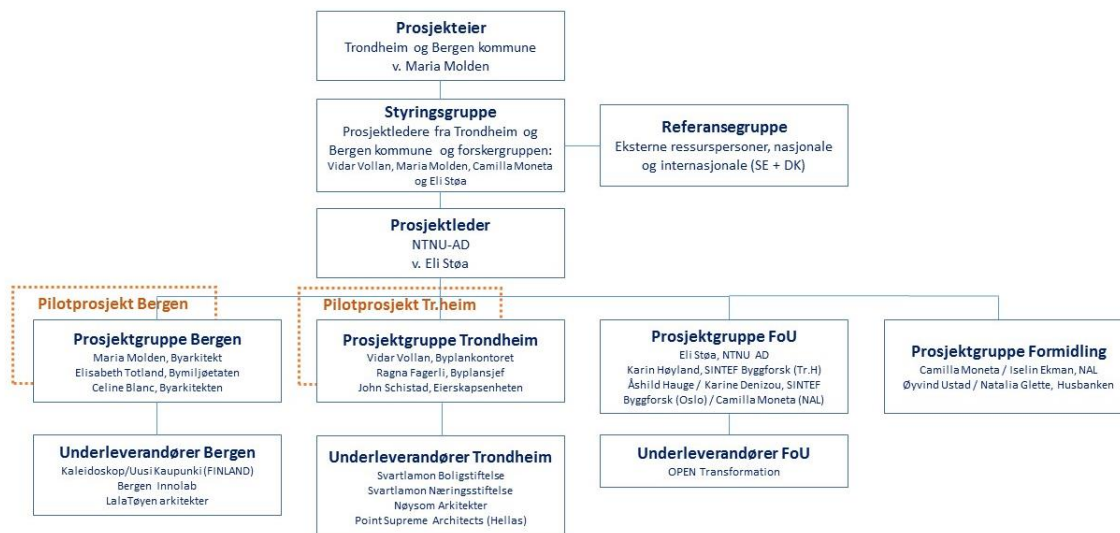 Prosjekteier
Trondheim og Bergen kommune
v. Maria Molden
Styringsgruppe
Prosjektledere fra Trondheim og
Bergen kommune og forskergruppen:
Vidar Vollan, Maria Molden, Camilla Moneta
og Eli Støa
Referansegruppe
Eksterne ressurspersoner, nasjonale
og internasjonale (SE + DK)
Prosjektleder
NTNU-AD
v. Eli Støa
Pilotprosjekt Bergen
Prosjektgruppe Bergen
Maria Molden, Byarkitekt
Elisabeth Totland, Bymiljøetaten
Celine Blanc, Byarkitekten
Pilotprosjekt Tr.heim
Prosjektgruppe Trondheim
Vidar Vollan, Byplankontoret
Ragna Fagerli, Byplansjef
John Schistad, Eierskapsenheten
Prosjektgruppe FoU
Eli Støa, NTNU AD
Karin Høyland, SINTEF Byggforsk (Tr.H)
Åshild Hauge / Karine Denizou, SINTEF
Byggforsk (Oslo) / Camilla Moneta (NAL)
Prosjektgruppe Formidling
Camilla Moneta / Iselin Ekman, NAL
Øyvind Ustad / Natalia Glette, Husbanken
Underleverandører Bergen
Kaleidoskop/Uusi Kaupunki (FINLAND)
Bergen Innolab
LalaTøyen arkitekter
Underleverandører Trondheim
Svartlamon Boligstiftelse
Svartlamon Næringsstiftelse
Nøysom Arkitekter
Point Supreme Architects (Hellas)
Underleverandører FoU
OPEN Transformation